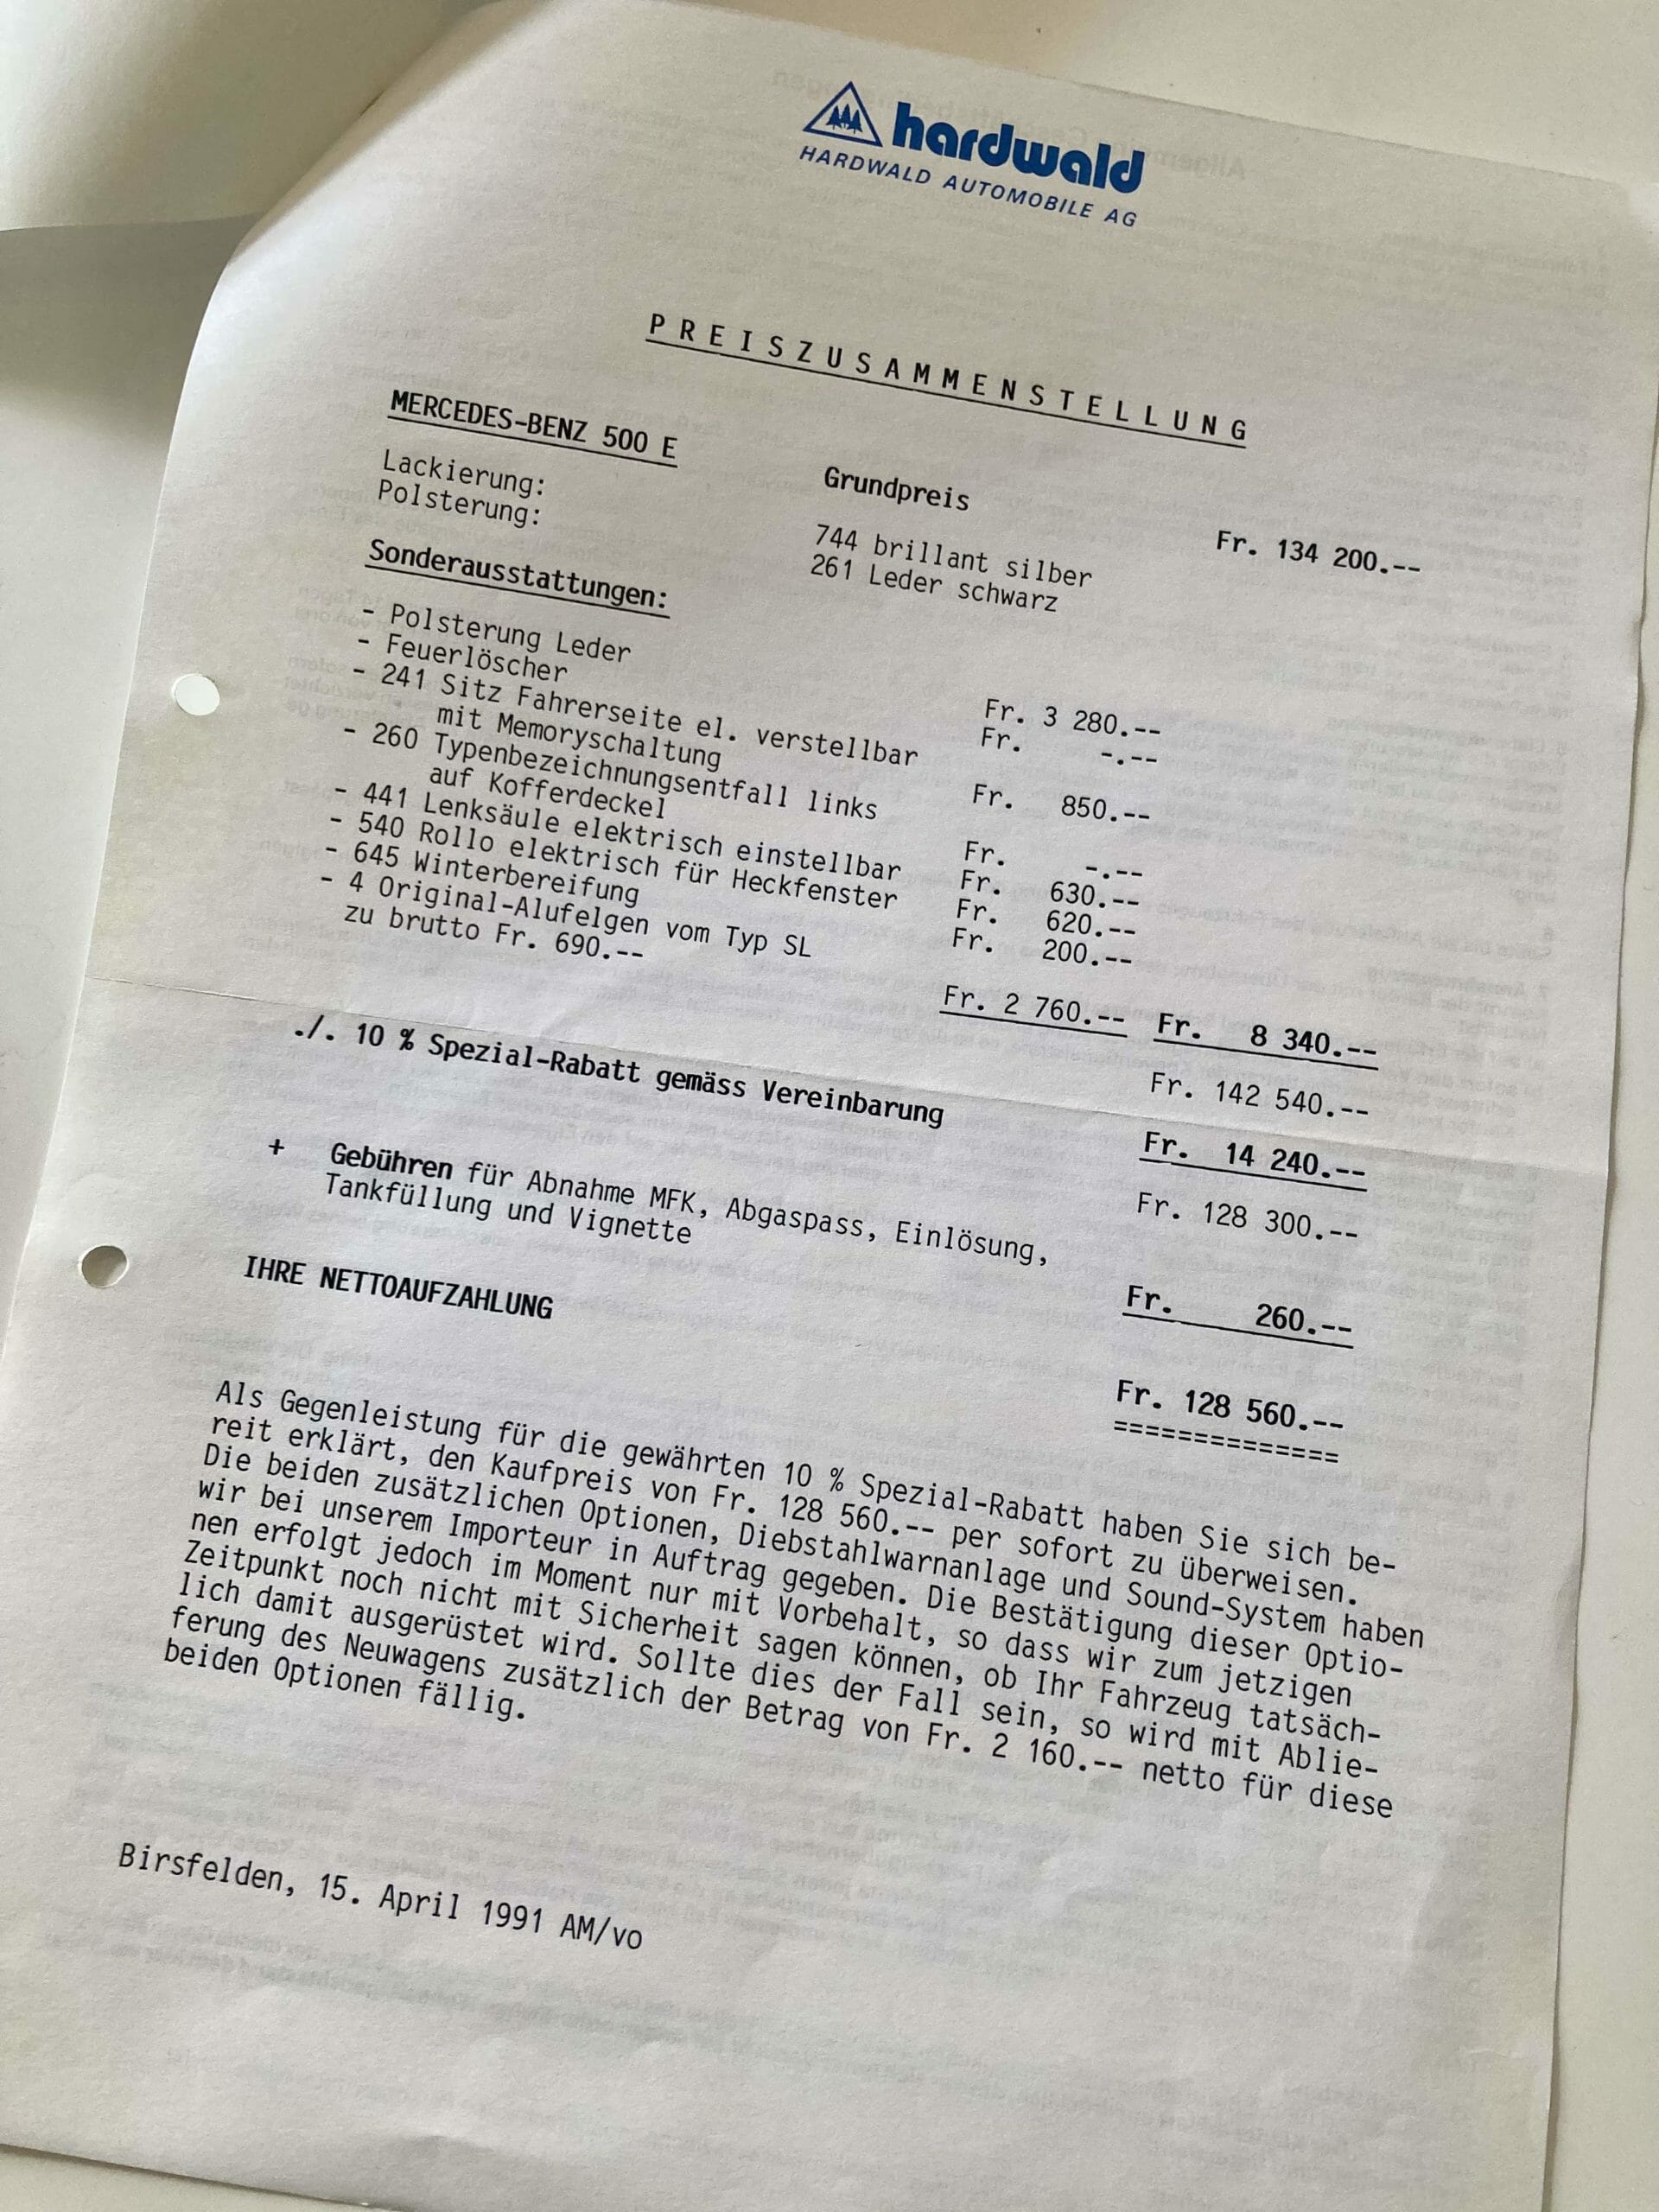 hardwald
HARDWALD AUTOMOBILE AG
PREISZUSAMMENSTELLUNG
MERCEDES-BENZ 500 E Grundpreis Fr. 134 200.--
Lackierung: 744 brillant silber
Polsterung: 261 Leder schwarz
Sonderausstattungen:
- Polsterung Leder Fr. 3 280.--
- Feuerlöscher Fr. -.--
- 241 Sitz Fahrerseite el. verstellbar
mit Memoryschaltung Fr. 850.--
- 260 Typenbezeichnungsentfall links
auf Kofferdeckel Fr. -.--
- 441 Lenksäule elektrisch einstellbar Fr. 630.--
- 540 Rollo elektrisch für Heckfenster Fr. 620.--
- 645 Winterbereifung Fr. 200.--
- 4 Original-Alufelgen vom Typ SL
zu brutto Fr. 690.-- Fr. 2 760.-- Fr. 8 340.--
Fr. 142 540.--
./. 10 % Spezial-Rabatt gemäss Vereinbarung Fr. 14 240.--
Fr. 128 300.--
+ Gebühren für Abnahme MFK, Abgaspass, Einlösung,
Tankfüllung und Vignette Fr. 260.--
IHRE NETTOAUFZAHLUNG Fr. 128 560.--
==============
Als Gegenleistung für die gewährten 10 % Spezial-Rabatt haben Sie sich be-
reit erklärt, den Kaufpreis von Fr. 128 560.-- per sofort zu überweisen.
Die beiden zusätzlichen Optionen, Diebstahlwarnanlage und Sound-System haben
wir bei unserem Importeur in Auftrag gegeben. Die Bestätigung dieser Optio-
nen erfolgt jedoch im Moment nur mit Vorbehalt, so dass wir zum jetzigen
Zeitpunkt noch nicht mit Sicherheit sagen können, ob Ihr Fahrzeug tatsäch-
lich damit ausgerüstet wird. Sollte dies der Fall sein, so wird mit Ablie-
ferung des Neuwagens zusätzlich der Betrag von Fr. 2 160.-- netto für diese
beiden Optionen fällig.
Birsfelden, 15. April 1991 AM/vo